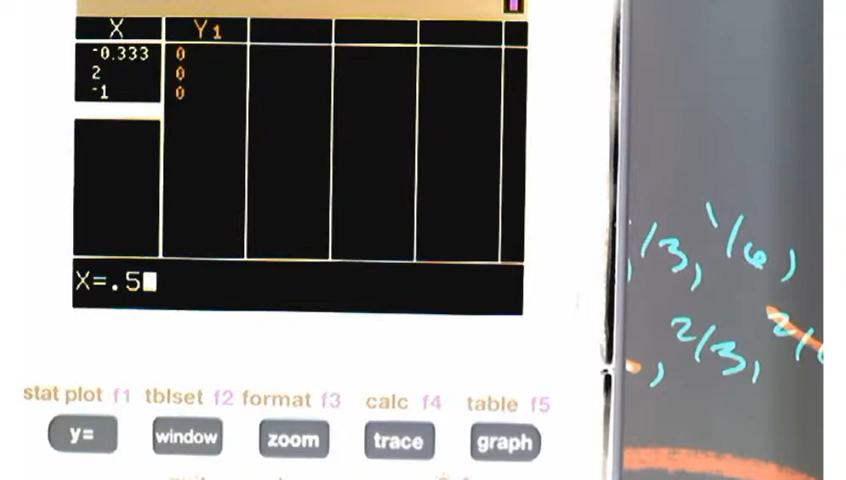 X Y1
-0.333 0
2 0
-1 0
X=.5
1/3, 1/6)
, 2/3,
stat plot f1 tblset f2 format f3 calc f4 table f5
y= window zoom trace graph